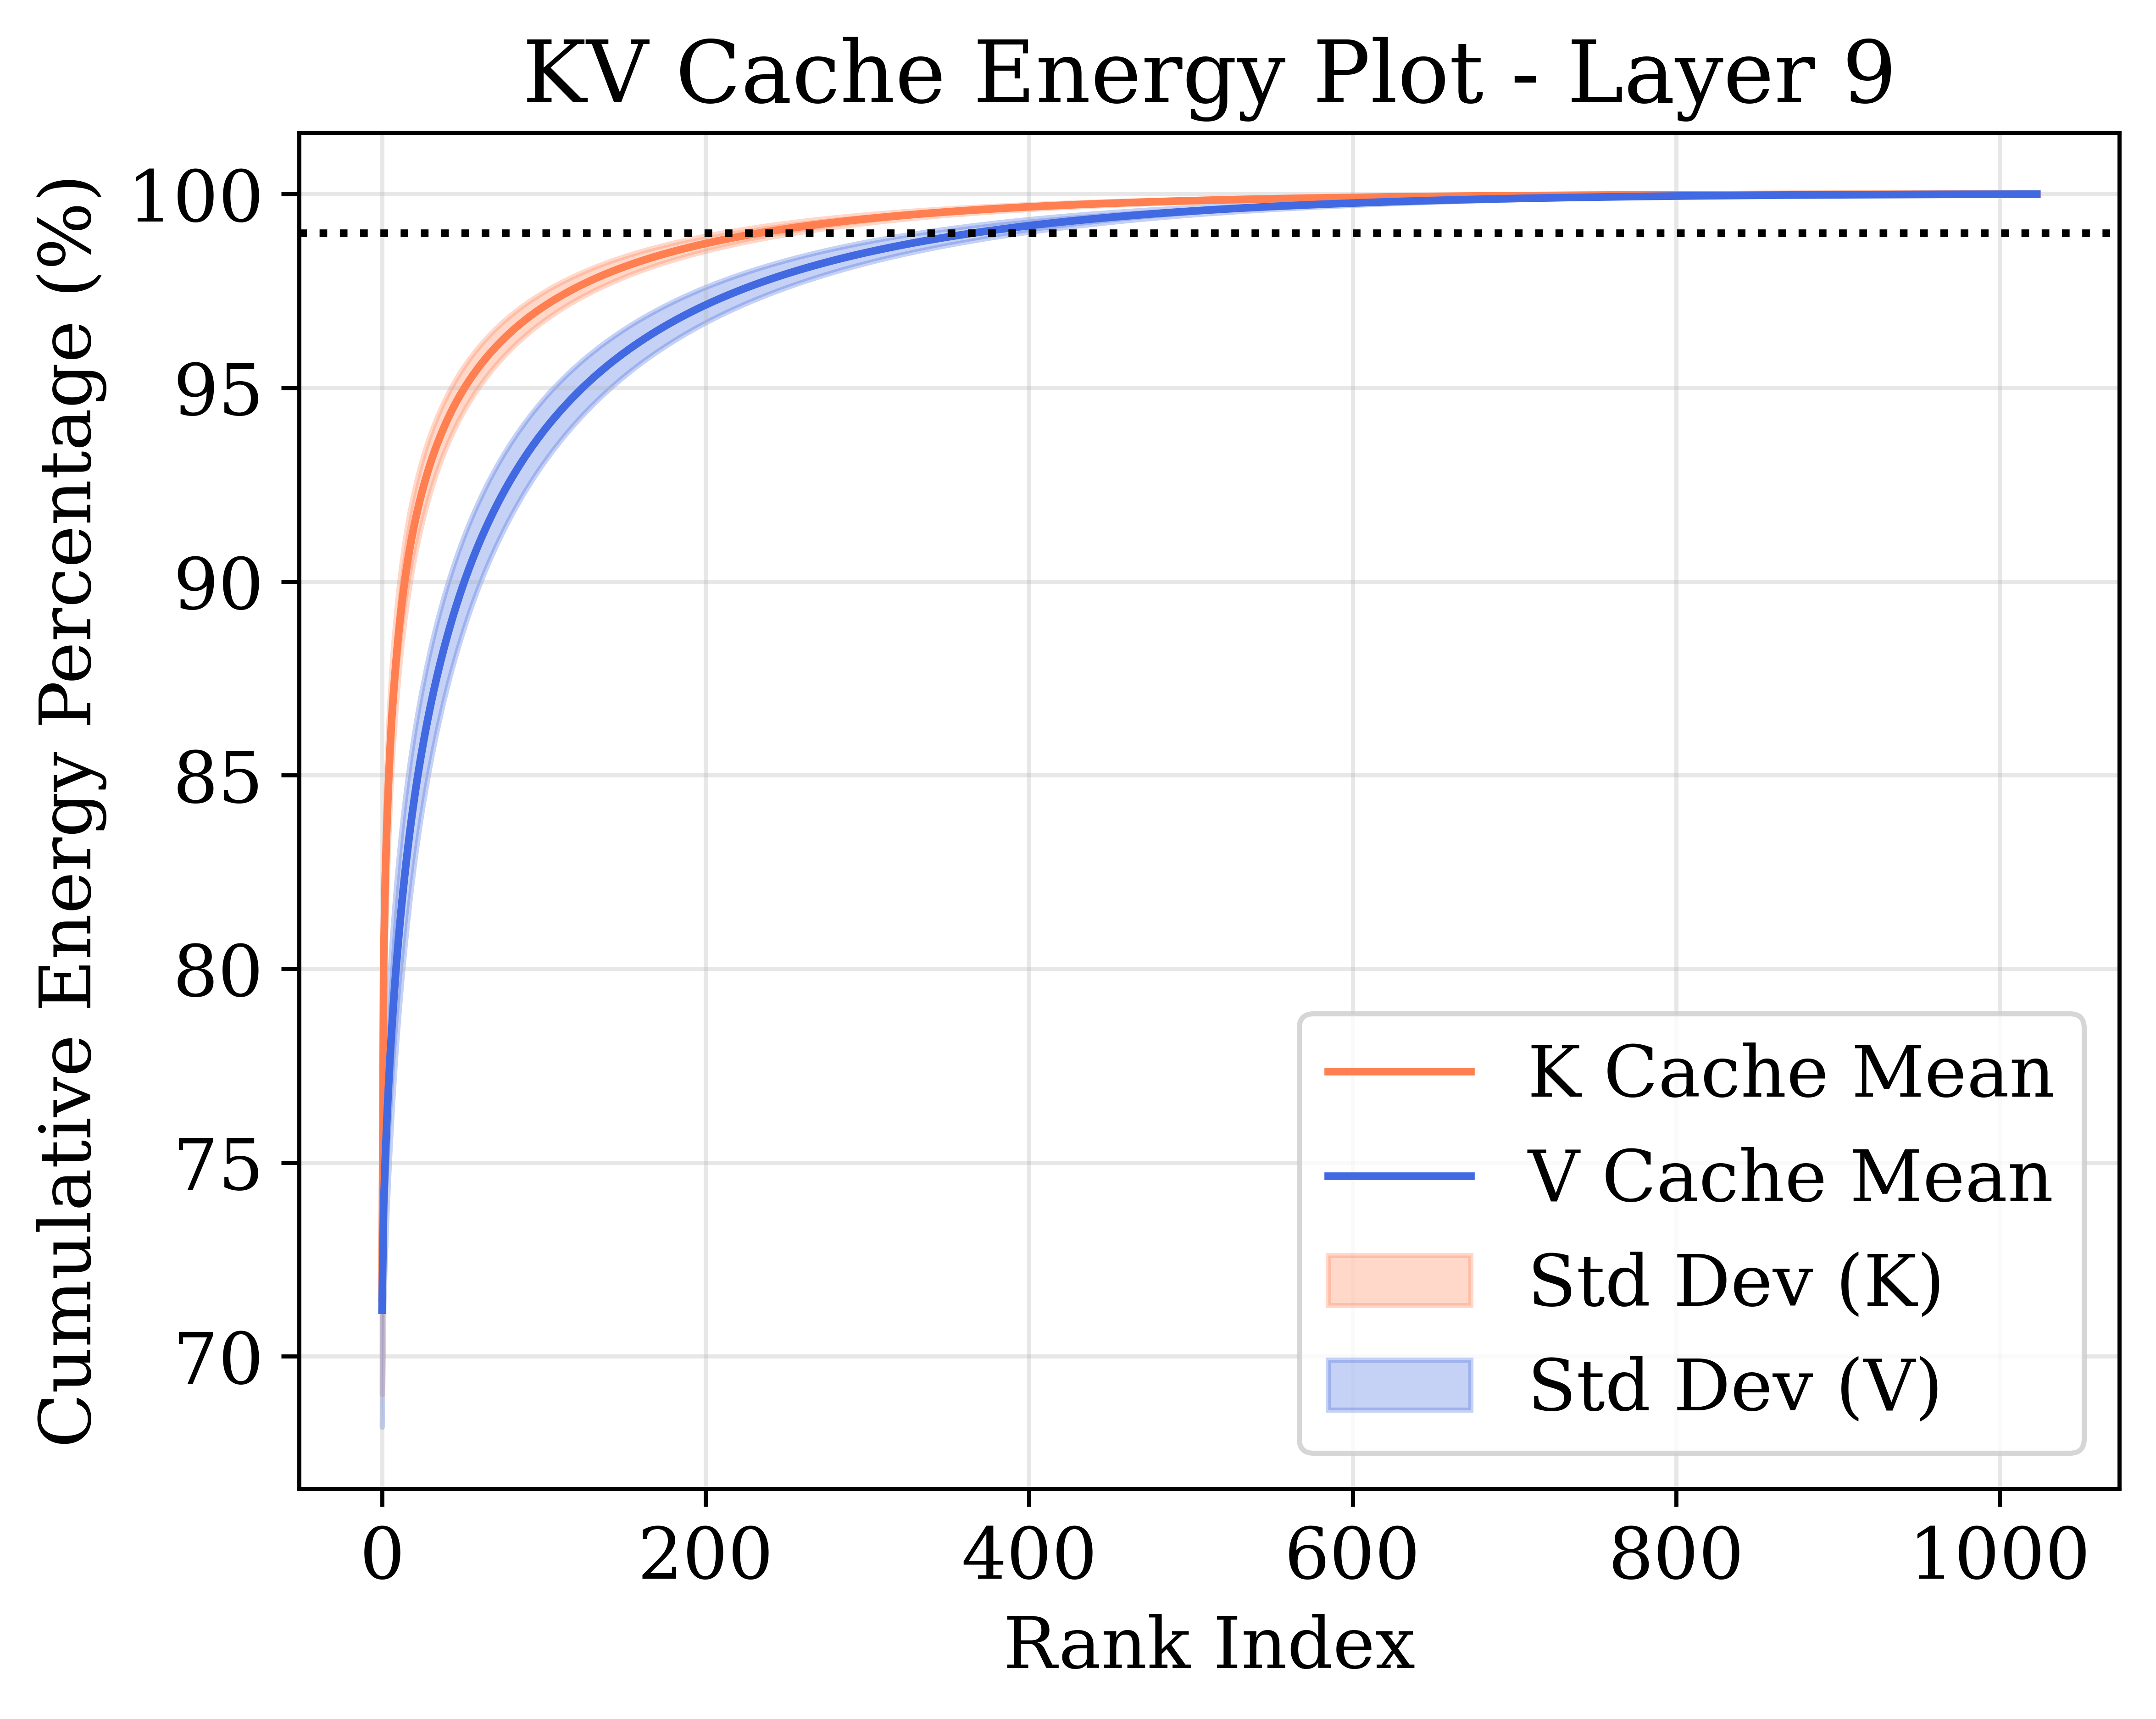 KV Cache Energy Plot - Layer 9
Cumulative Energy Percentage (%)
100
95
90
85
80
75
70
K Cache Mean
V Cache Mean
Std Dev (K)
Std Dev (V)
0 200 400 600 800 1000
Rank Index